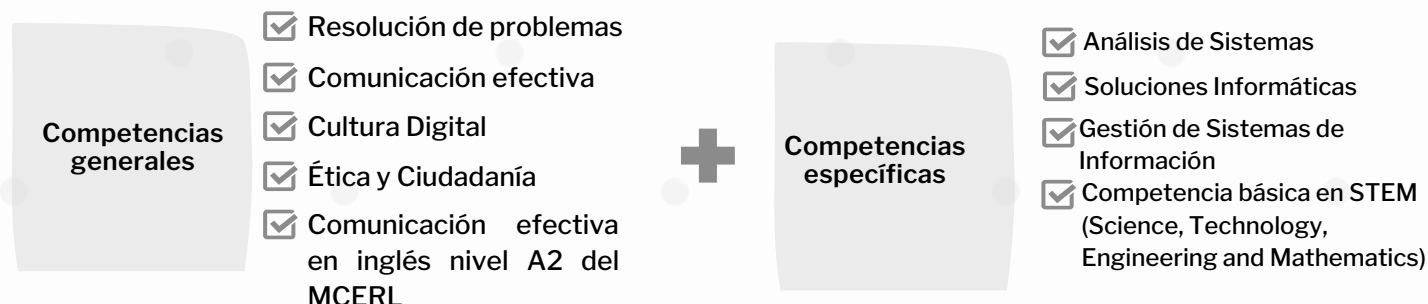 Competencias
generales
Resolución de problemas
Comunicación efectiva
Cultura Digital
Ética y Ciudadanía
Comunicación efectiva
en inglés nivel A2 del
MCERL
Competencias
específicas
Análisis de Sistemas
Soluciones Informáticas
Gestión de Sistemas de
Información
Competencia básica en STEM
(Science, Technology,
Engineering and Mathematics)